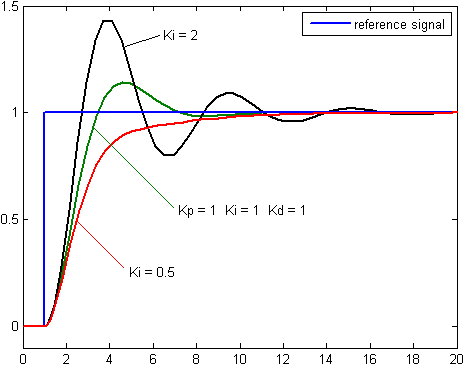 1.5
reference signal
Ki = 2
1
Kp = 1 Ki = 1 Kd = 1
0.5
Ki = 0.5
0
0 2 4 6 8 10 12 14 16 18 20